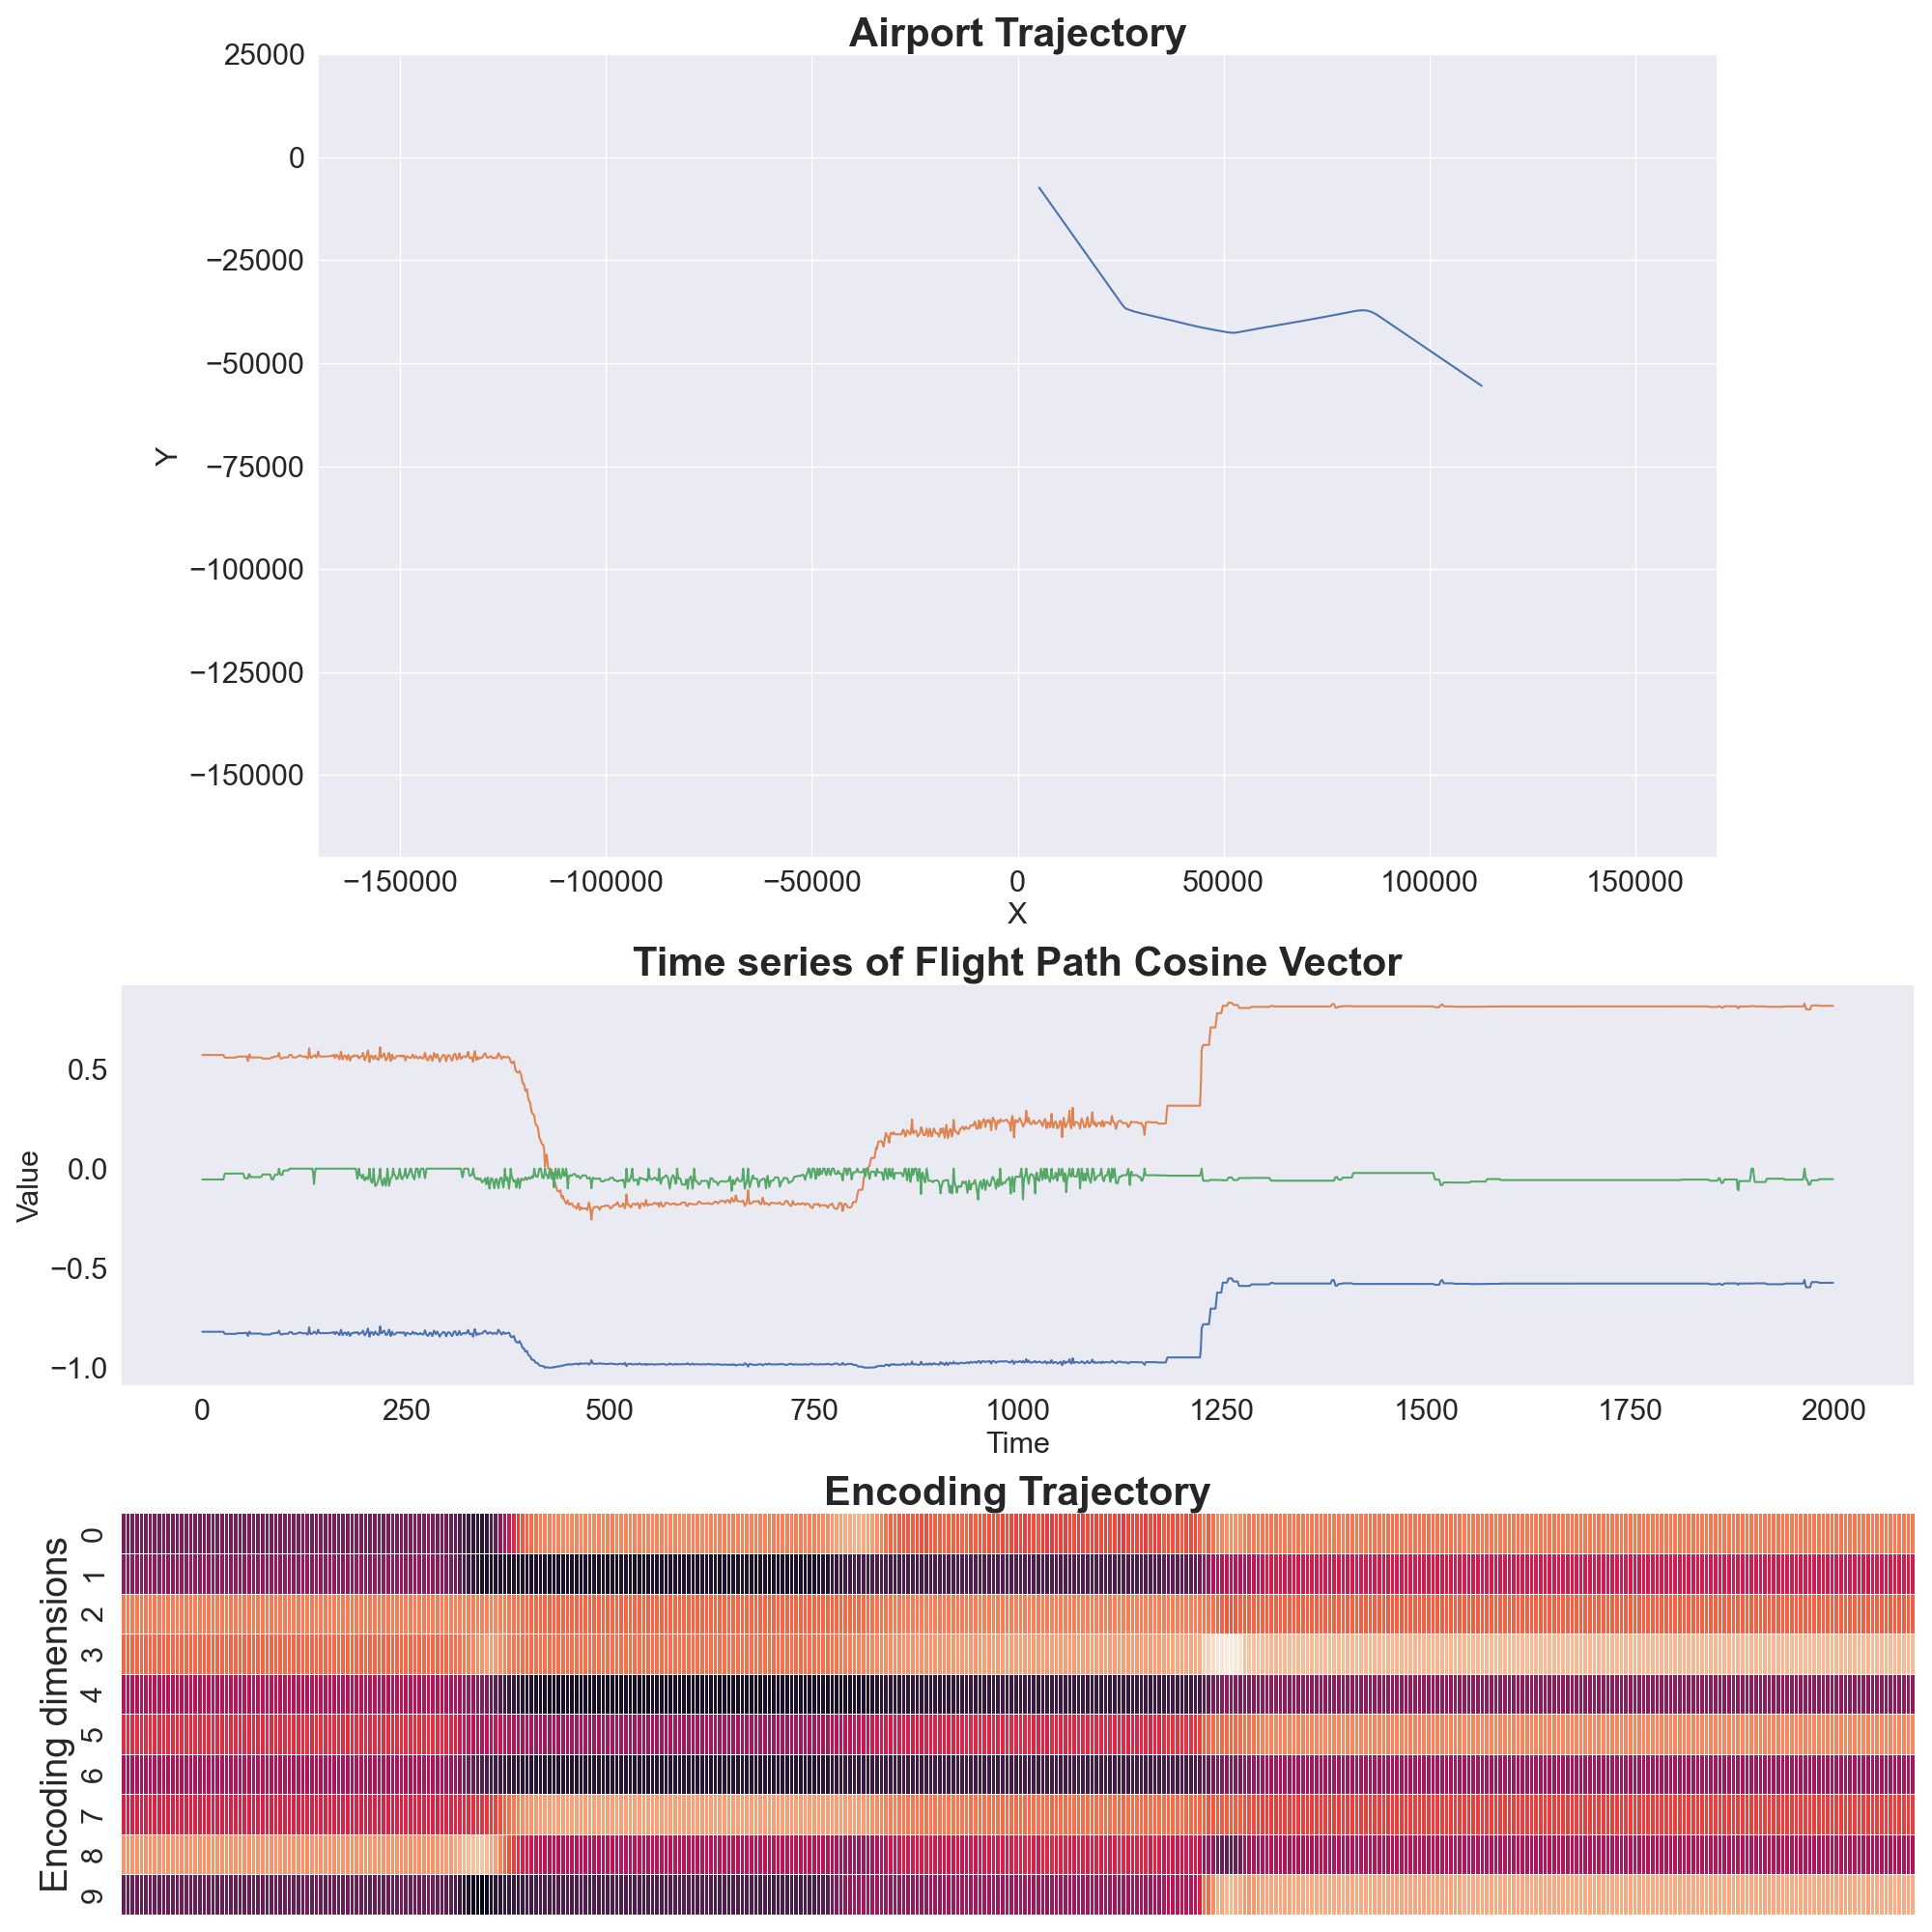 Airport Trajectory
25000
0
−25000
−50000
−75000
−100000
−125000
−150000
Y
−150000 −100000 −50000 0 50000 100000 150000
X
Time series of Flight Path Cosine Vector
0.5
0.0
−0.5
−1.0
Value
0 250 500 750 1000 1250 1500 1750 2000
Time
Encoding Trajectory
Encoding dimensions
0
1
2
3
4
5
6
7
8
9